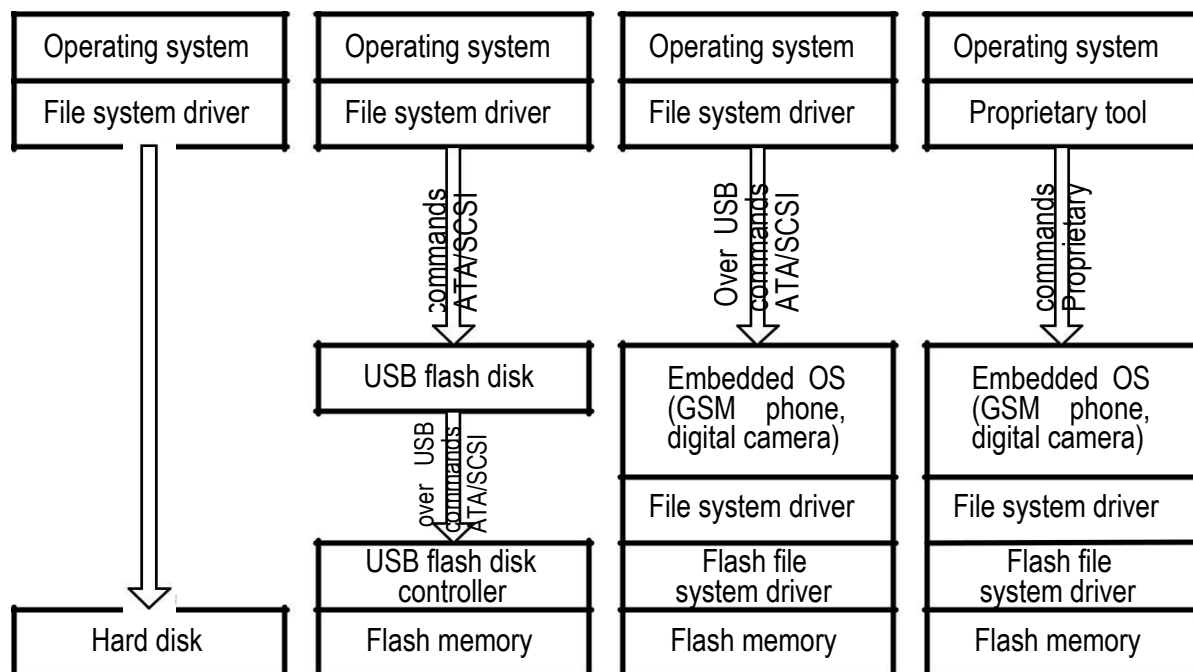 Operating system
File system driver
Hard disk
Operating system
File system driver
commands
ATA/SCSI
USB flash disk
over USB
commands
ATA/SCSI
USB flash disk
controller
Flash memory
Operating system
File system driver
Over USB
commands
ATA/SCSI
Embedded OS
(GSM phone,
digital camera)
File system driver
Flash file
system driver
Flash memory
Operating system
Proprietary tool
commands
Proprietary
Embedded OS
(GSM phone,
digital camera)
File system driver
Flash file
system driver
Flash memory